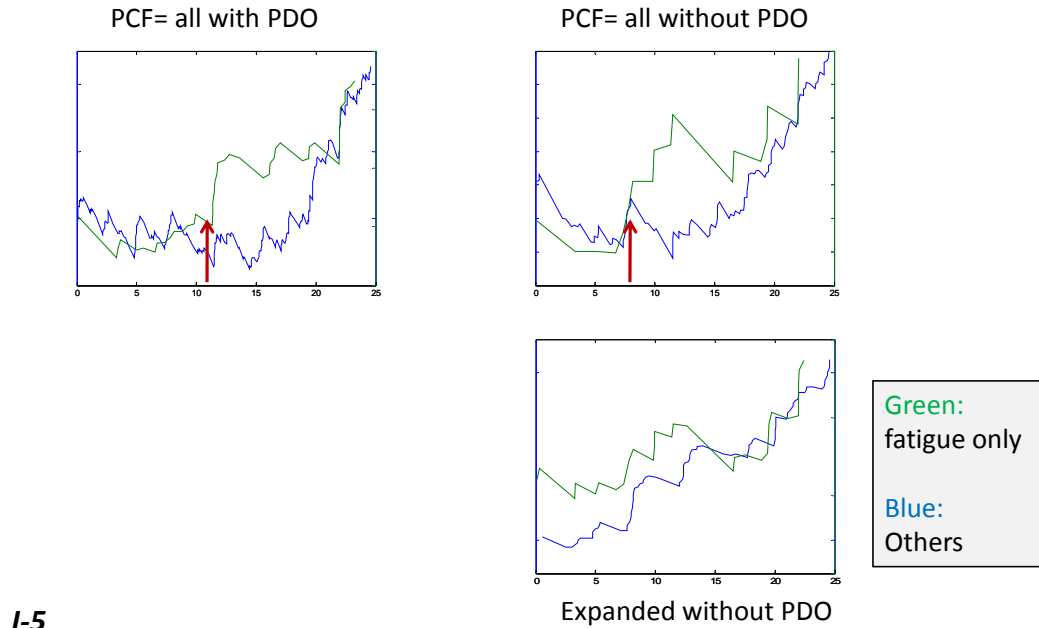 PCF= all with PDO
PCF= all without PDO
0 5 10 15 20 25
0 5 10 15 20 25
0 5 10 15 20 25
Green:
fatigue only
Blue:
Others
Expanded without PDO
I-5